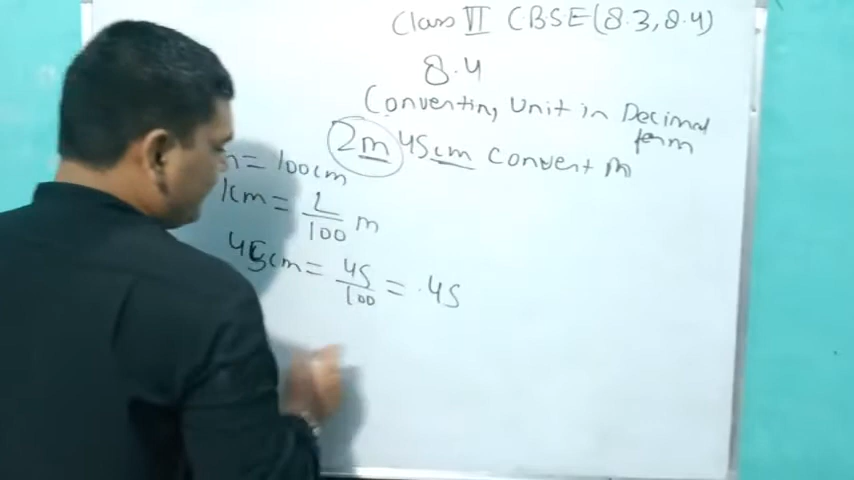 Class VI CBSE (8.3, 8.4)
8.4
Converting Unit in Decimal form
2m 45cm convert m
m = 100cm
1cm = 1/100 m
45cm = 45/100 = .45